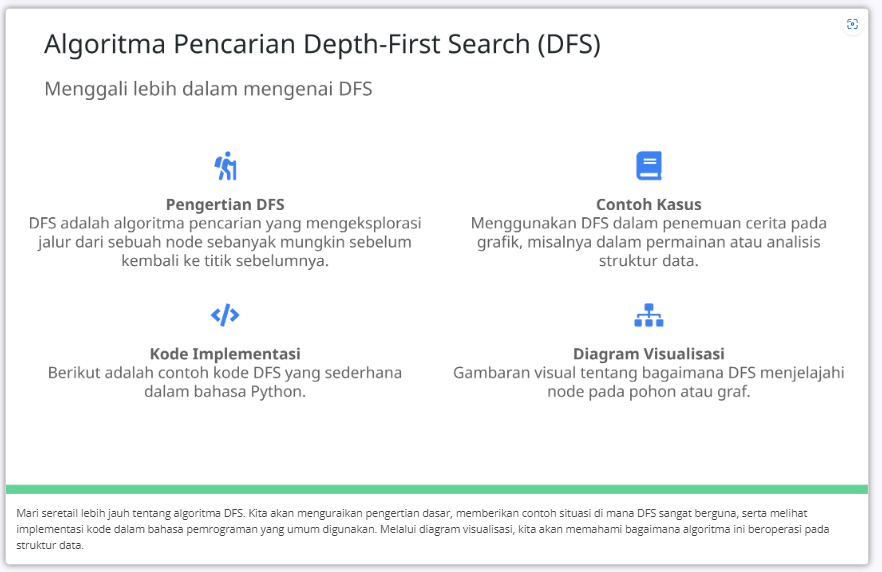 Algoritma Pencarian Depth-First Search (DFS)
Menggali lebih dalam mengenai DFS
Pengertian DFS
DFS adalah algoritma pencarian yang mengeksplorasi
jalur dari sebuah node sebanyak mungkin sebelum
kembali ke titik sebelumnya.
Contoh Kasus
Menggunakan DFS dalam penemuan cerita pada
grafik, misalnya dalam permainan atau analisis
struktur data.
Kode Implementasi
Berikut adalah contoh kode DFS yang sederhana
dalam bahasa Python.
Diagram Visualisasi
Gambaran visual tentang bagaimana DFS menjelajahi
node pada pohon atau graf.
Mari seretail lebih jauh tentang algoritma DFS. Kita akan menguraikan pengertian dasar, memberikan contoh situasi di mana DFS sangat berguna, serta melihat
implementasi kode dalam bahasa pemrograman yang umum digunakan. Melalui diagram visualisasi, kita akan memahami bagaimana algoritma ini beroperasi pada
struktur data.